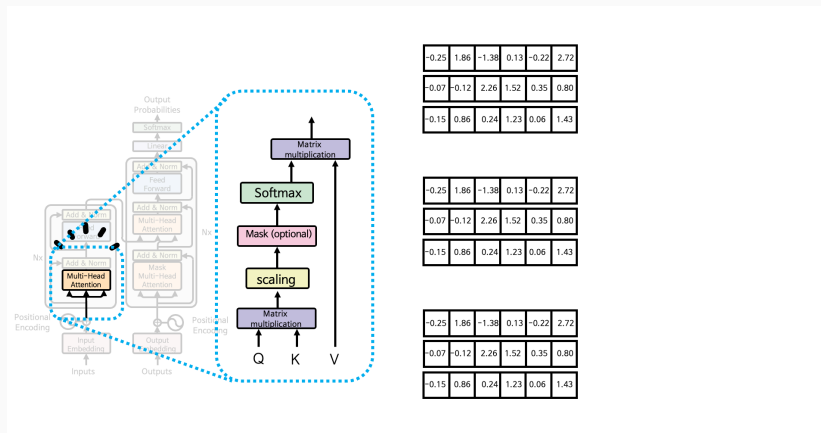 Output
Probabilities
Softmax
Linear
Add & Norm
Feed
Forward
Add & Norm
Multi-Head
Attention
Nx
Add & Norm
Mask
Multi-Head
Attention
Positional
Encoding
Output
Outputs
Add & Norm
Nx
Add & Norm
Multi-Head
Attention
Positional
Encoding
Input
Embedding
Inputs
Matrix
multiplication
Softmax
Mask (optional)
scaling
Matrix
multiplication
Q K V
-0.25 1.86 -1.38 0.13 -0.22 2.72
-0.07 -0.12 2.26 1.52 0.35 0.80
-0.15 0.86 0.24 1.23 0.06 1.43
-0.25 1.86 -1.38 0.13 -0.22 2.72
-0.07 -0.12 2.26 1.52 0.35 0.80
-0.15 0.86 0.24 1.23 0.06 1.43
-0.25 1.86 -1.38 0.13 -0.22 2.72
-0.07 -0.12 2.26 1.52 0.35 0.80
-0.15 0.86 0.24 1.23 0.06 1.43